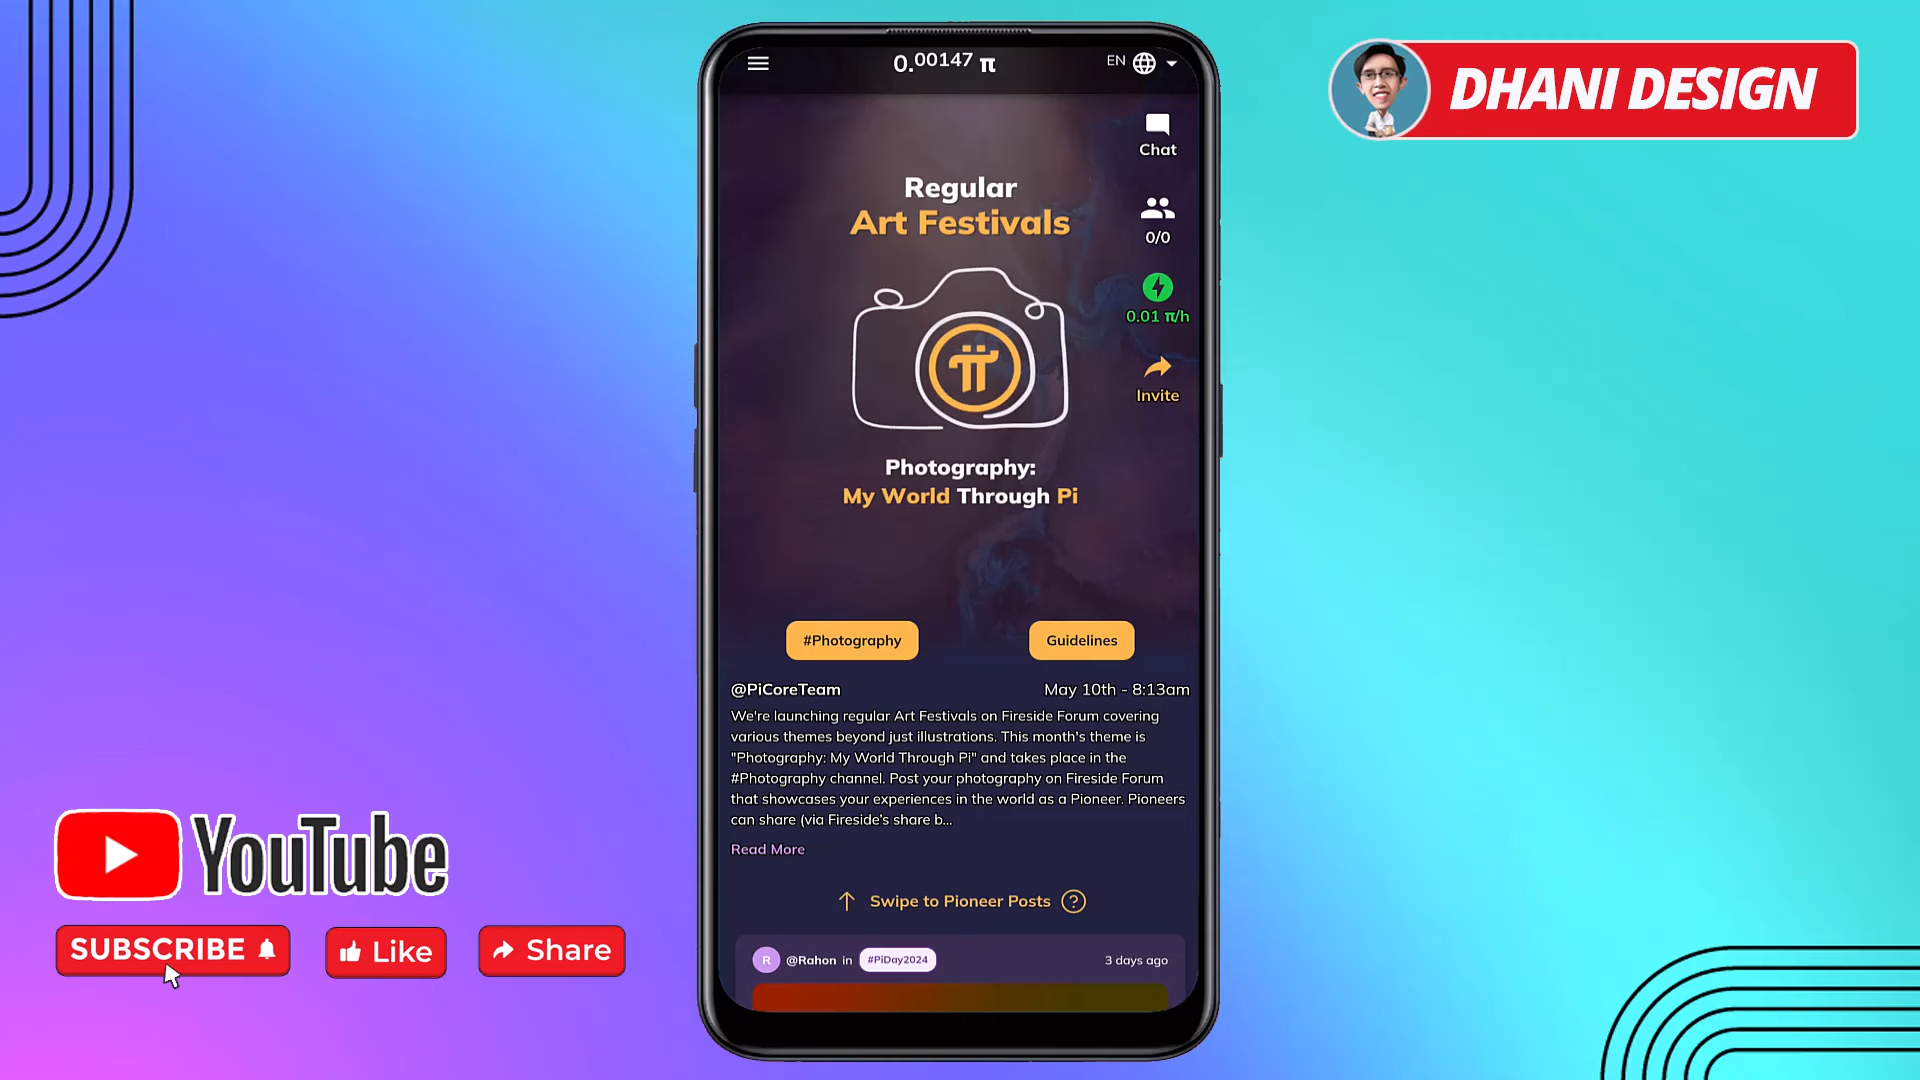 0.00147 π
EN
DHANI DESIGN
Chat
Regular
Art Festivals
0/0
0.01 π/h
Invite
Photography:
My World Through Pi
#Photography
Guidelines
@PiCoreTeam
May 10th - 8:13am
We're launching regular Art Festivals on Fireside Forum covering
various themes beyond just illustrations. This month's theme is
"Photography: My World Through Pi" and takes place in the
#Photography channel. Post your photography on Fireside Forum
that showcases your experiences in the world as a Pioneer. Pioneers
can share (via Fireside's share b...
Read More
Swipe to Pioneer Posts ?
R @Rahon in #PiDay2024
3 days ago
YouTube
SUBSCRIBE
Like
Share